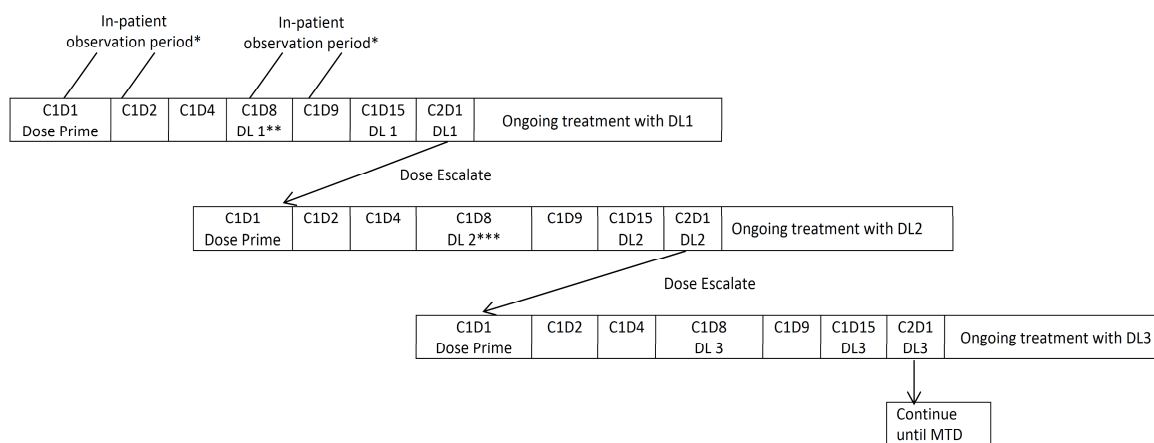 In-patient
observation period*
In-patient
observation period*
C1D1
Dose Prime
C1D2
C1D4
C1D8
DL 1**
C1D9
C1D15
DL 1
C2D1
DL1
Ongoing treatment with DL1
Dose Escalate
C1D1
Dose Prime
C1D2
C1D4
C1D8
DL 2***
C1D9
C1D15
DL2
C2D1
DL2
Ongoing treatment with DL2
Dose Escalate
C1D1
Dose Prime
C1D2
C1D4
C1D8
DL 3
C1D9
C1D15
DL3
C2D1
DL3
Ongoing treatment with DL3
Continue
until MTD